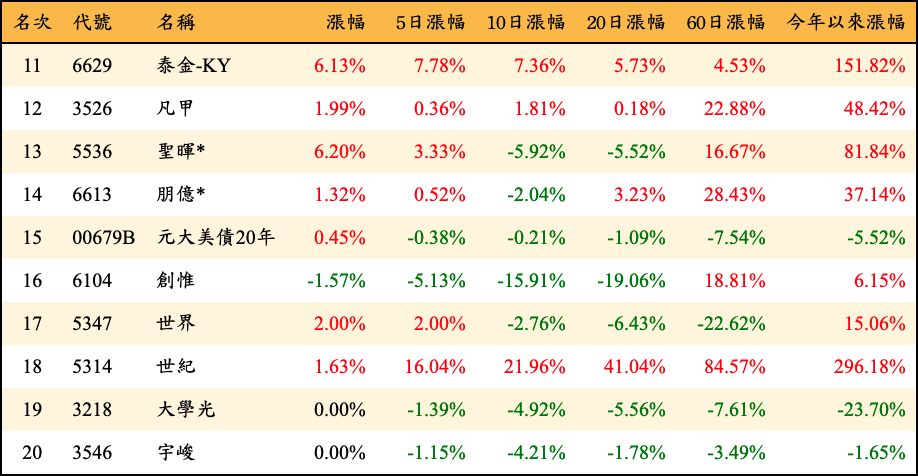 名次 代號 名稱 漲幅 5日漲幅 10日漲幅 20日漲幅 60日漲幅 今年以來漲幅
11 6629 泰金-KY 6.13% 7.78% 7.36% 5.73% 4.53% 151.82%
12 3526 凡甲 1.99% 0.36% 1.81% 0.18% 22.88% 48.42%
13 5536 聖暉* 6.20% 3.33% -5.92% -5.52% 16.67% 81.84%
14 6613 朋億* 1.32% 0.52% -2.04% 3.23% 28.43% 37.14%
15 00679B 元大美債20年 0.45% -0.38% -0.21% -1.09% -7.54% -5.52%
16 6104 創惟 -1.57% -5.13% -15.91% -19.06% 18.81% 6.15%
17 5347 世界 2.00% 2.00% -2.76% -6.43% -22.62% 15.06%
18 5314 世紀 1.63% 16.04% 21.96% 41.04% 84.57% 296.18%
19 3218 大學光 0.00% -1.39% -4.92% -5.56% -7.61% -23.70%
20 3546 宇峻 0.00% -1.15% -4.21% -1.78% -3.49% -1.65%